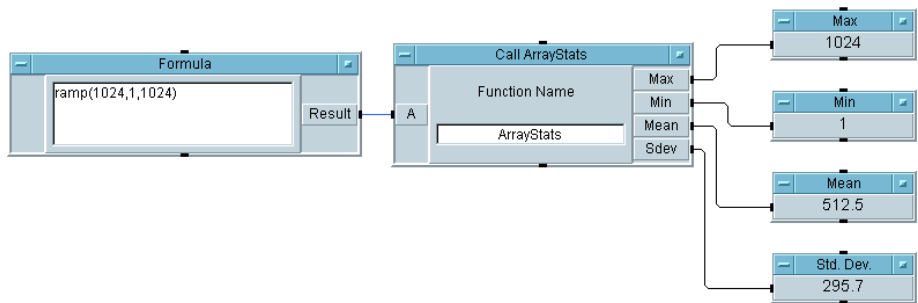 Formula
ramp(1024,1,1024)
Result
Call ArrayStats
A
Function Name
ArrayStats
Max
Min
Mean
Sdev
Max
1024
Min
1
Mean
512.5
Std. Dev.
295.7